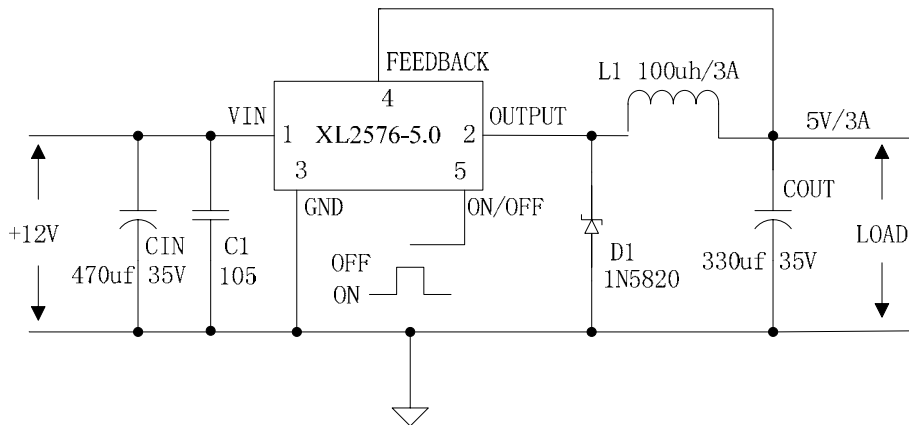 FEEDBACK
L1 100uh/3A
4
VIN
OUTPUT
5V/3A
1
XL2576-5.0
2
3
5
GND
ON/OFF
COUT
+12V
CIN
C1
OFF
D1
LOAD
470uf 35V
105
ON
1N5820
330uf 35V